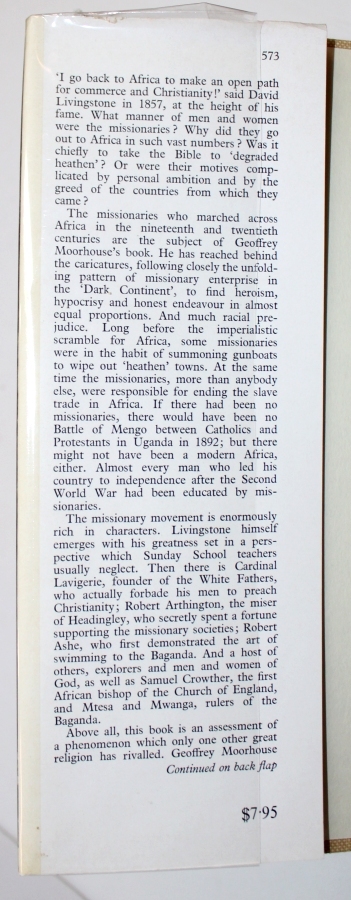 573
'I go back to Africa to make an open path
for commerce and Christianity!' said David
Livingstone in 1857, at the height of his
fame. What manner of men and women
were the missionaries? Why did they go
out to Africa in such vast numbers? Was it
chiefly to take the Bible to 'degraded
heathen'? Or were their motives comp-
licated by personal ambition and by the
greed of the countries from which they
came?
The missionaries who marched across
Africa in the nineteenth and twentieth
centuries are the subject of Geoffrey
Moorhouse's book. He has reached behind
the caricatures, following closely the unfold-
ing pattern of missionary enterprise in
the 'Dark Continent', to find heroism,
hypocrisy and honest endeavour in almost
equal proportions. And much racial pre-
judice. Long before the imperialistic
scramble for Africa, some missionaries
were in the habit of summoning gunboats
to wipe out 'heathen' towns. At the same
time the missionaries, more than anybody
else, were responsible for ending the slave
trade in Africa. If there had been no
missionaries, there would have been no
Battle of Mengo between Catholics and
Protestants in Uganda in 1892; but there
might not have been a modern Africa,
either. Almost every man who led his
country to independence after the Second
World War had been educated by mis-
sionaries.
The missionary movement is enormously
rich in characters. Livingstone himself
emerges with his greatness set in a pers-
pective which Sunday School teachers
usually neglect. Then there is Cardinal
Lavigerie, founder of the White Fathers,
who actually forbade his men to preach
Christianity; Robert Arthington, the miser
of Headingley, who secretly spent a fortune
supporting the missionary societies; Robert
Ashe, who first demonstrated the art of
swimming to the Baganda. And a host of
others, explorers and men and women of
God, as well as Samuel Crowther, the first
African bishop of the Church of England,
and Mtesa and Mwanga, rulers of the
Baganda.
Above all, this book is an assessment of
a phenomenon which only one other great
religion has rivalled. Geoffrey Moorhouse
Continued on back flap
$7·95